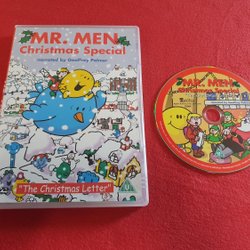 MR. MEN
Christmas Special
narrated by Geoffrey Palmer
"The Christmas Letter"
U
MR. MEN
Christmas Special